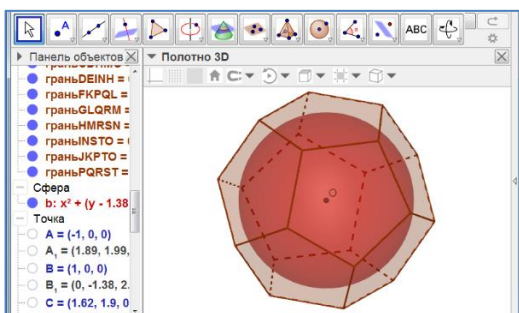 ABC
Панель объектов
Полотно 3D
граньDEINH =
граньFKPQL =
граньGLQRM =
граньHMRSN =
граньINSTO =
граньJKPTO =
граньPQRST =
Сфера
b: x² + (y - 1.38
Точка
A = (-1, 0, 0)
A₁ = (1.89, 1.99,
B = (1, 0, 0)
B₁ = (0, -1.38, 2.
C = (1.62, 1.9, 0